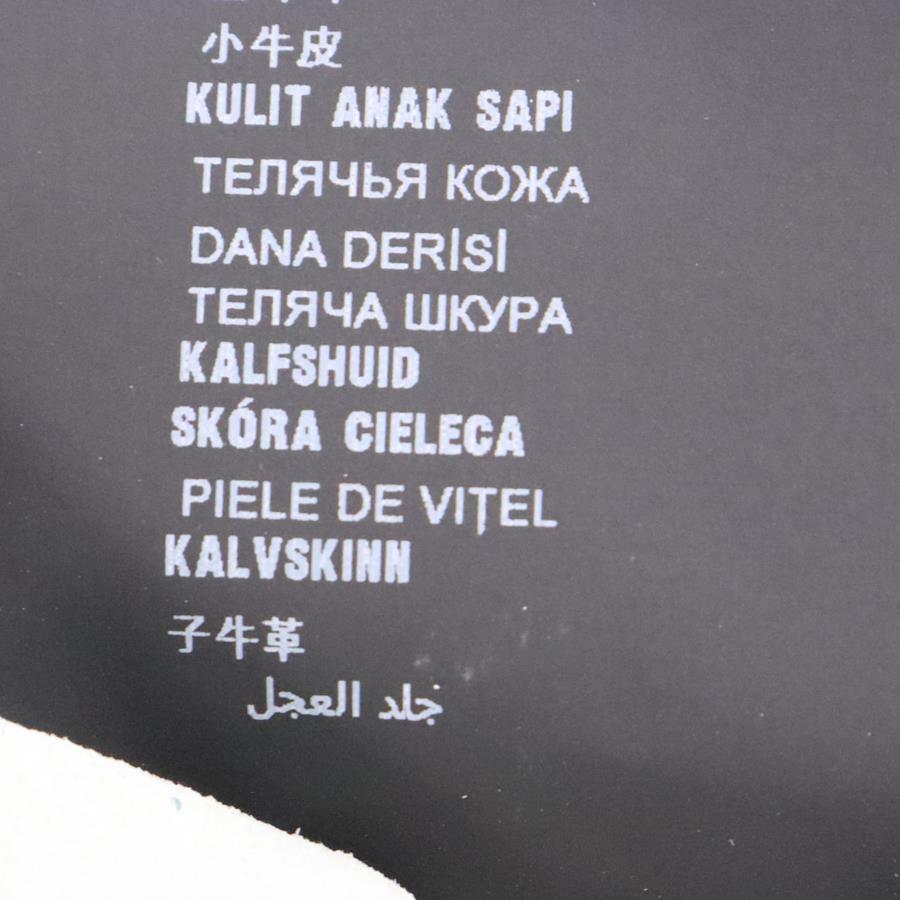 小牛皮
KULIT ANAK SAPI
ТЕЛЯЧЬЯ КОЖА
DANA DERİSİ
ТЕЛЯЧА ШКУРА
KALFSHUID
SKÓRA CIELECA
PIELE DE VIȚEL
KALVSKINN
子牛革
جلد العجل